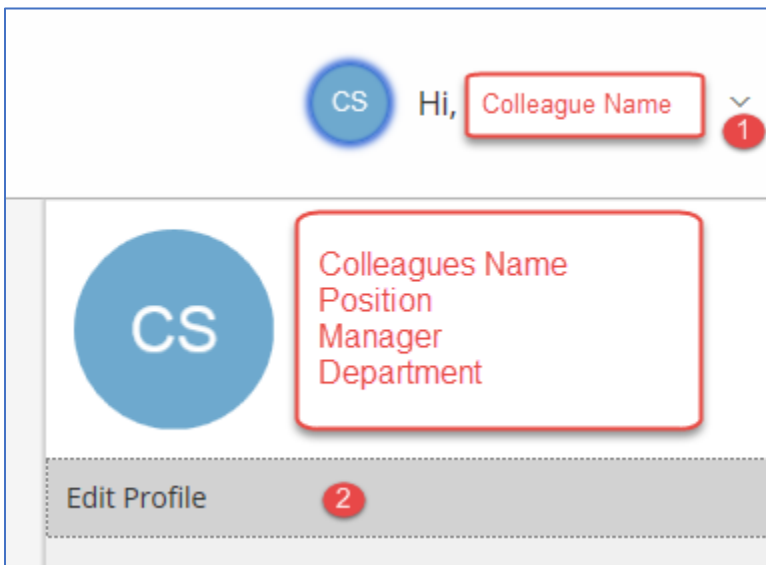 CS Hi, Colleague Name
1
CS
Colleagues Name
Position
Manager
Department
Edit Profile 2